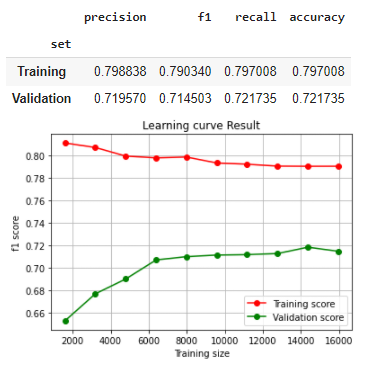 precision f1 recall accuracy
set
Training 0.798838 0.790340 0.797008 0.797008
Validation 0.719570 0.714503 0.721735 0.721735
Learning curve Result
0.80
0.78
0.76
0.74
0.72
0.70
0.68
0.66
f1 score
Training score
Validation score
2000 4000 6000 8000 10000 12000 14000 16000
Training size